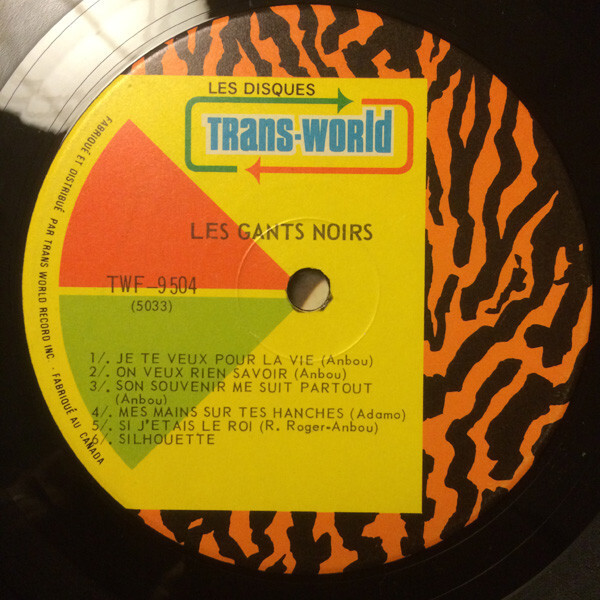 LES DISQUES
TRANS-WORLD
LES GANTS NOIRS
TWF-9504
(5033)
1/. JE TE VEUX POUR LA VIE (Anbou)
2/. ON VEUX RIEN SAVOIR (Anbou)
3/. SON SOUVENIR ME SUIT PARTOUT
(Anbou)
4/. MES MAINS SUR TES HANCHES (Adamo)
5/. SI J'ETAIS LE ROI (R. Roger-Anbou)
6/. SILHOUETTE
FABRIQUÉ ET DISTRIBUÉ PAR TRANS WORLD RECORD INC. · FABRIQUÉ AU CANADA